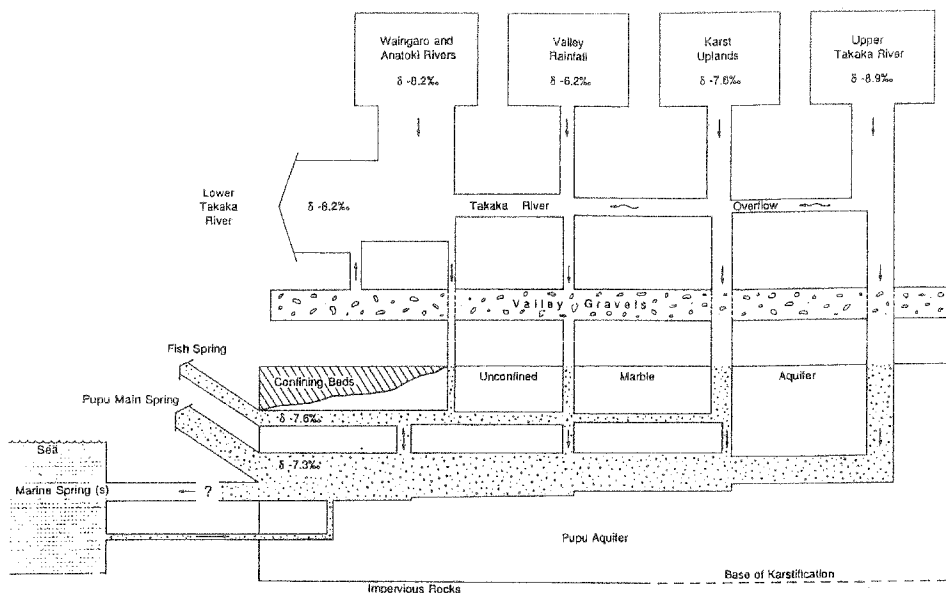 Waingaro and
Anatoki Rivers
δ -8.2‰
Valley
Rainfall
δ -6.2‰
Karst
Uplands
δ -7.6‰
Upper
Takaka River
δ -8.9‰
Lower
Takaka
River
δ -8.2‰
Takaka River
Overflow
Valley Gravels
Fish Spring
Confining Beds
Unconfined
Marble
Aquifer
Pupu Main Spring
δ -7.6‰
Sea
δ -7.3‰
Marine Spring (s)
?
Pupu Aquifer
Base of Karstification
Impervious Rocks